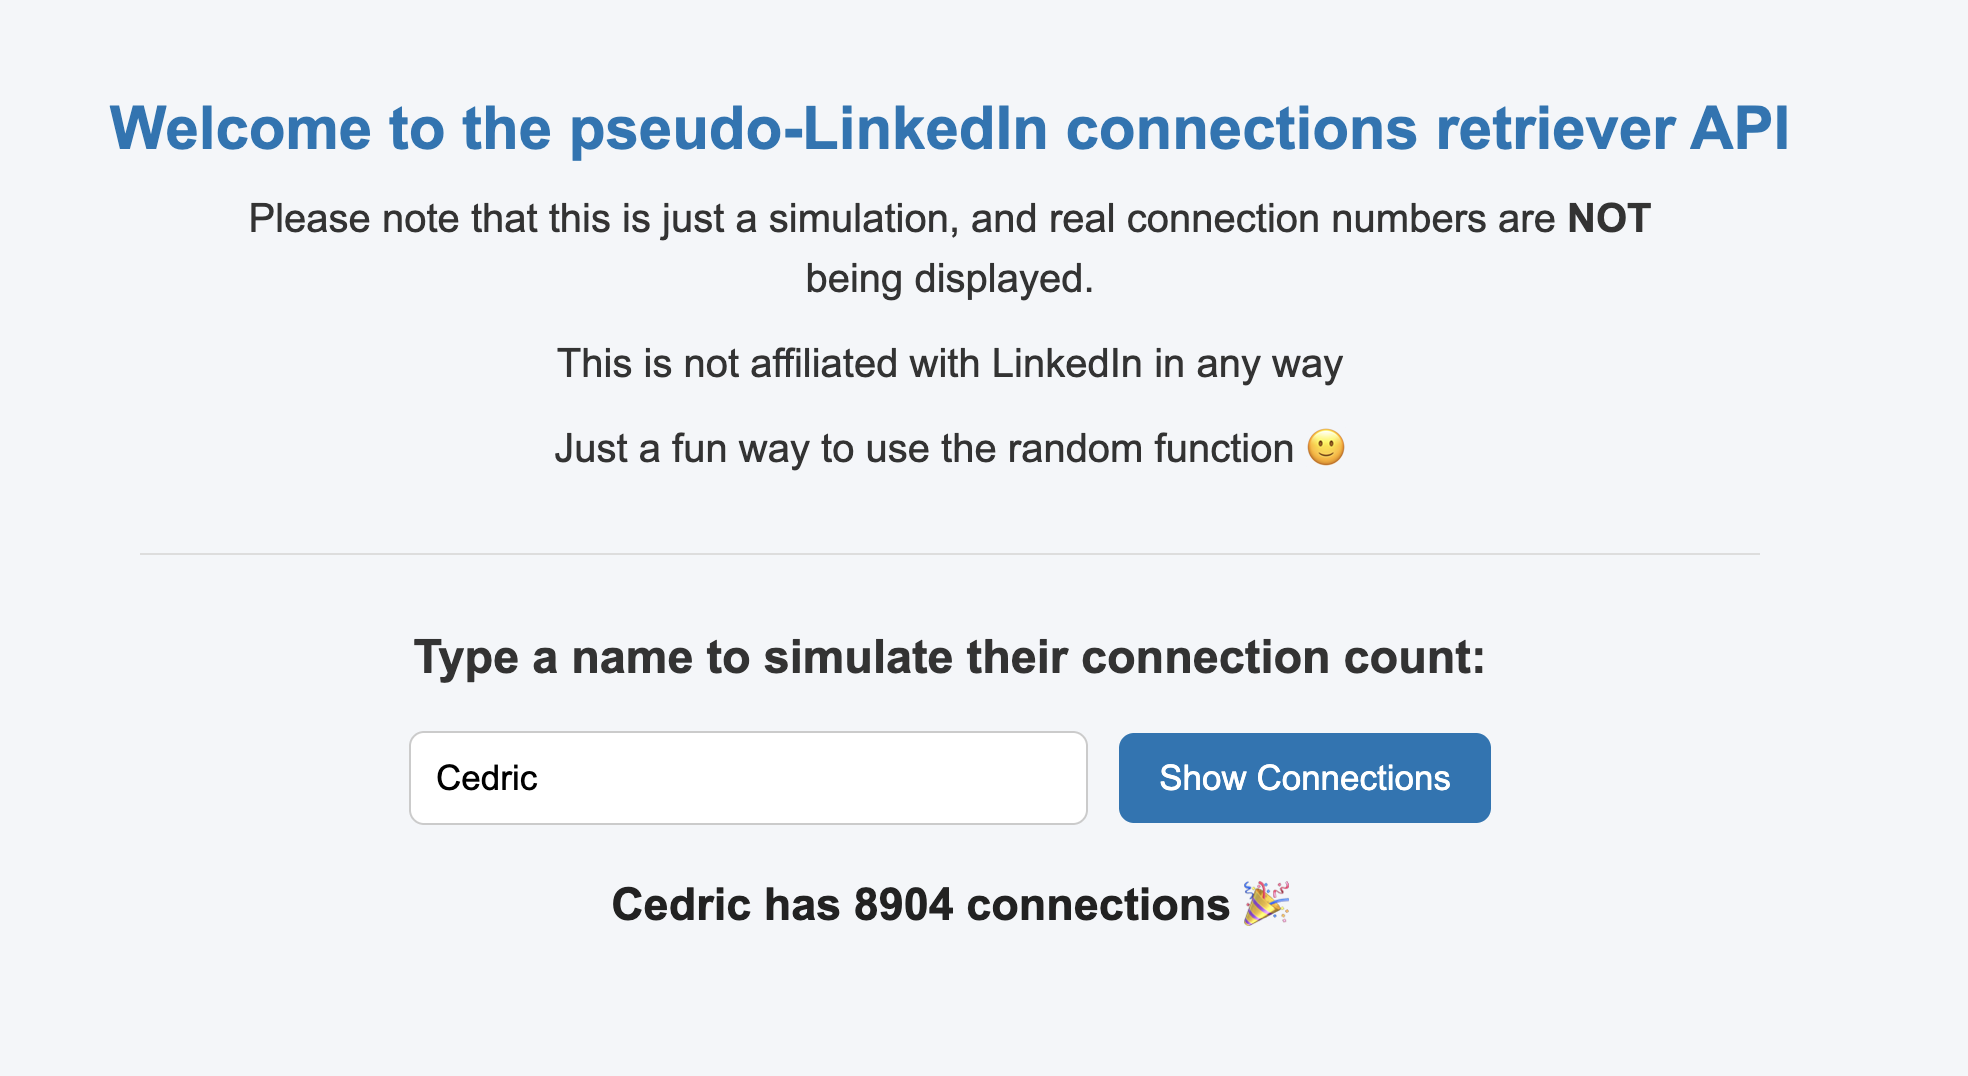 Welcome to the pseudo-LinkedIn connections retriever API
Please note that this is just a simulation, and real connection numbers are NOT
being displayed.
This is not affiliated with LinkedIn in any way
Just a fun way to use the random function 🙂
Type a name to simulate their connection count:
Cedric
Show Connections
Cedric has 8904 connections 🎉